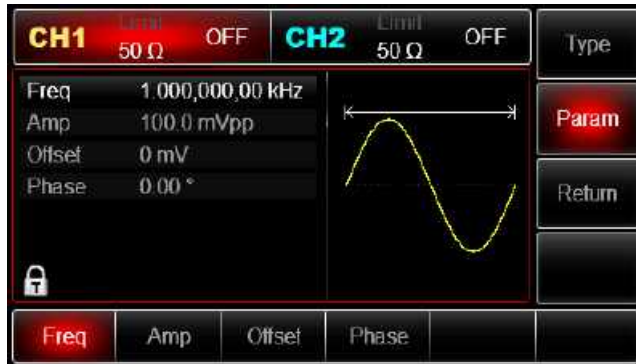 CH1 Limit OFF CH2 Limit OFF
50 Ω 50 Ω
Type
Freq 1.000,000,00 kHz
Amp 100.0 mVpp
Param
Offset 0 mV
Phase 0.00 °
Return
T
Freq Amp Offset Phase